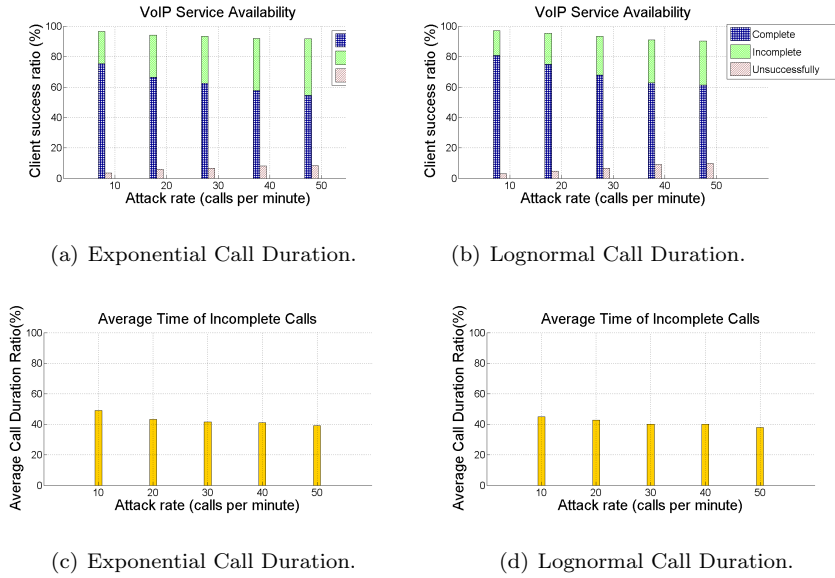 VoIP Service Availability
Client success ratio (%)
100
80
60
40
20
0
10 20 30 40 50
Attack rate (calls per minute)
(a) Exponential Call Duration.
VoIP Service Availability
Client success ratio (%)
100
80
60
40
20
0
10 20 30 40 50
Attack rate (calls per minute)
Complete
Incomplete
Unsuccessfully
(b) Lognormal Call Duration.
Average Time of Incomplete Calls
Average Call Duration Ratio(%)
100
80
60
40
20
0
10 20 30 40 50
Attack rate (calls per minute)
(c) Exponential Call Duration.
Average Time of Incomplete Calls
Average Call Duration Ratio(%)
100
80
60
40
20
0
10 20 30 40 50
Attack rate (calls per minute)
(d) Lognormal Call Duration.